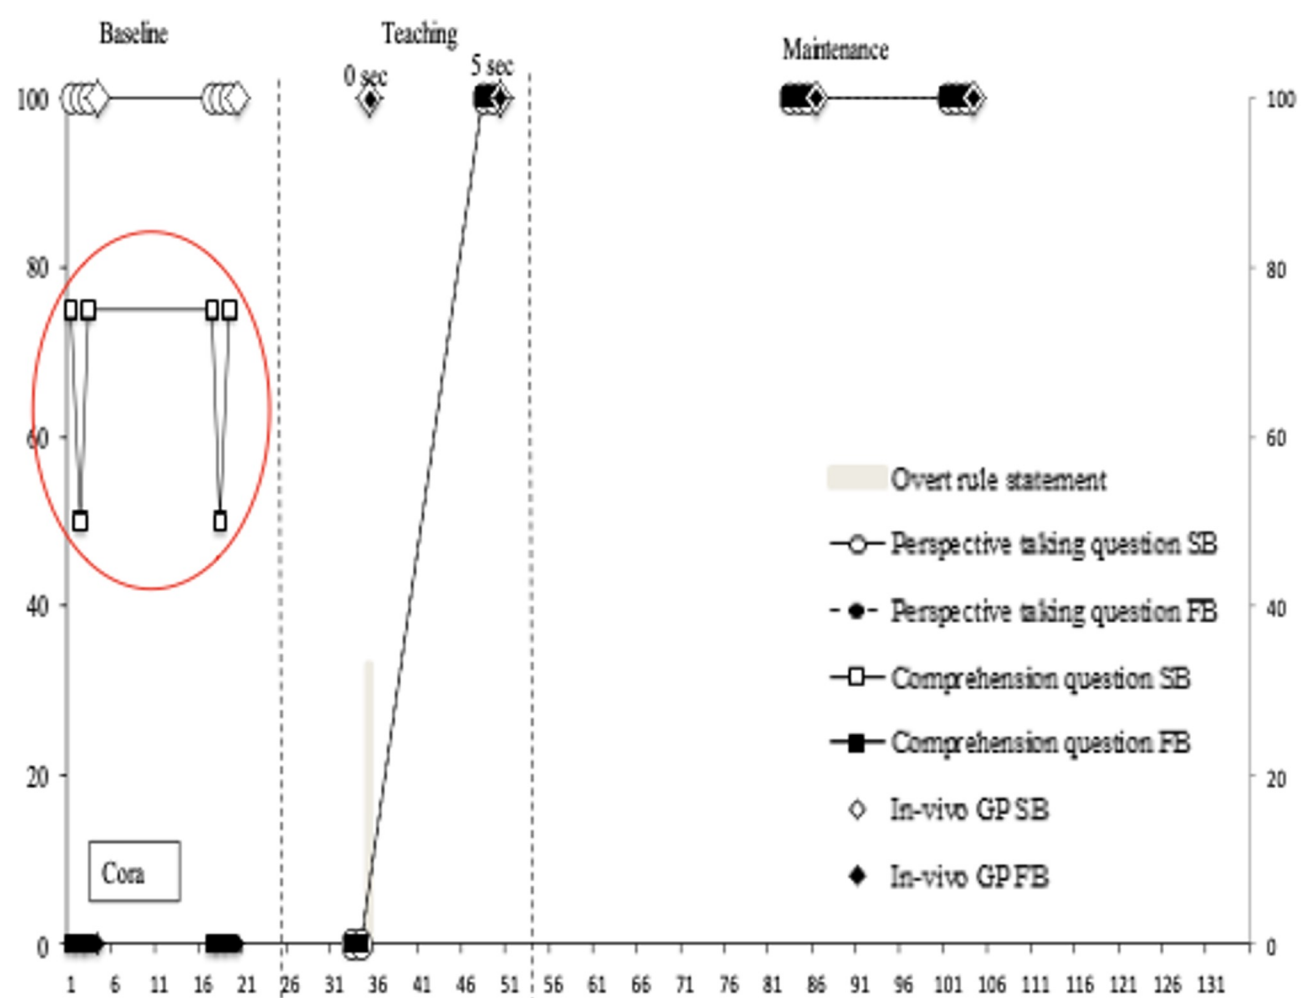 Baseline
Teaching
Maintenance
0 sec
5 sec
100
80
60
40
20
0
100
80
60
40
20
0
Overt rule statement
Perspective taking question SB
Perspective taking question FB
Comprehension question SB
Comprehension question FB
In-vivo GP SB
In-vivo GP FB
Cora
1 6 11 16 21 26 31 36 41 46 51 56 61 66 71 76 81 86 91 96 101 106 111 116 121 126 131